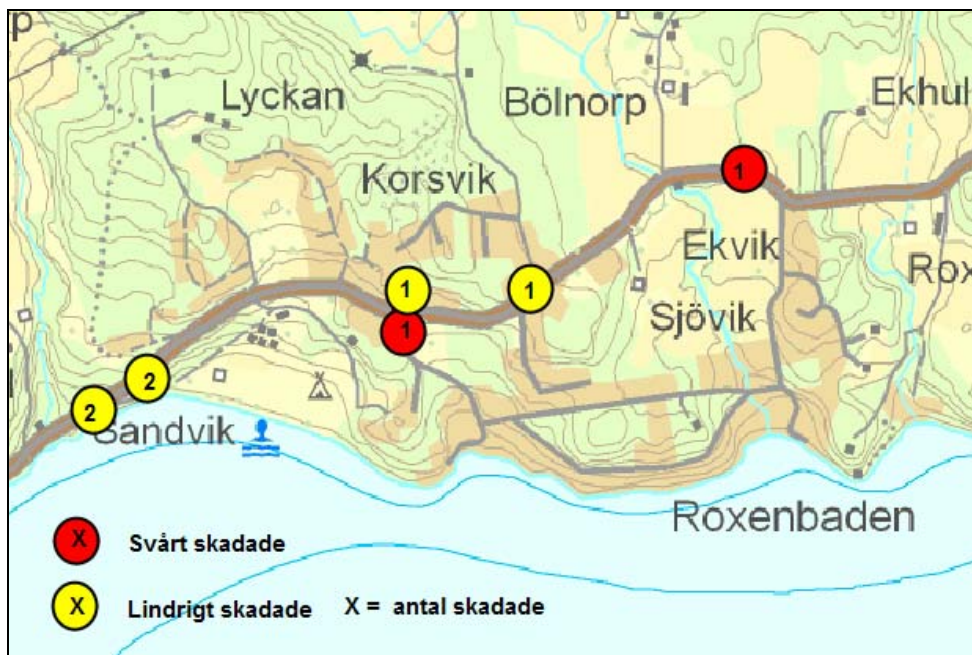 p
Lyckan
Bölnorp
Ekhul
Korsvik
1
Ekvik
Rox
1
1
Sjövik
1
2
2
Sandvik
Roxenbaden
X Svårt skadade
X Lindrigt skadade X = antal skadade